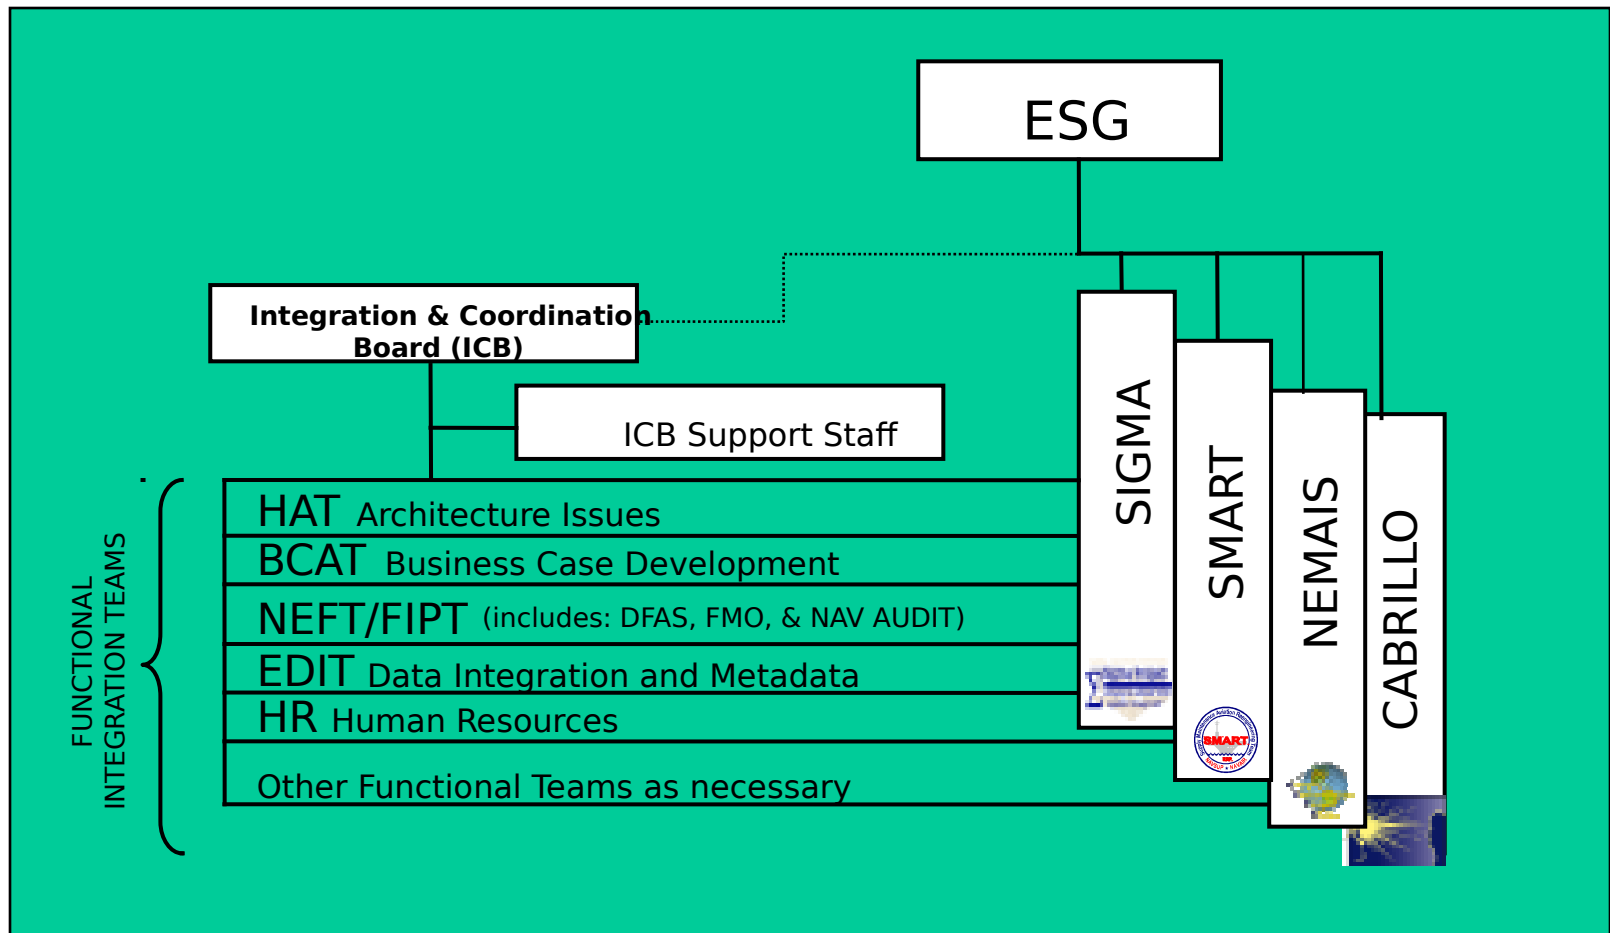 ESG
Integration & Coordination
Board (ICB)
ICB Support Staff
FUNCTIONAL
INTEGRATION TEAMS
HAT Architecture Issues
BCAT Business Case Development
NEFT/FIPT (includes: DFAS, FMO, & NAV AUDIT)
EDIT Data Integration and Metadata
HR Human Resources
Other Functional Teams as necessary
SIGMA
SMART
NEMAIS
CABRILLO
SMART